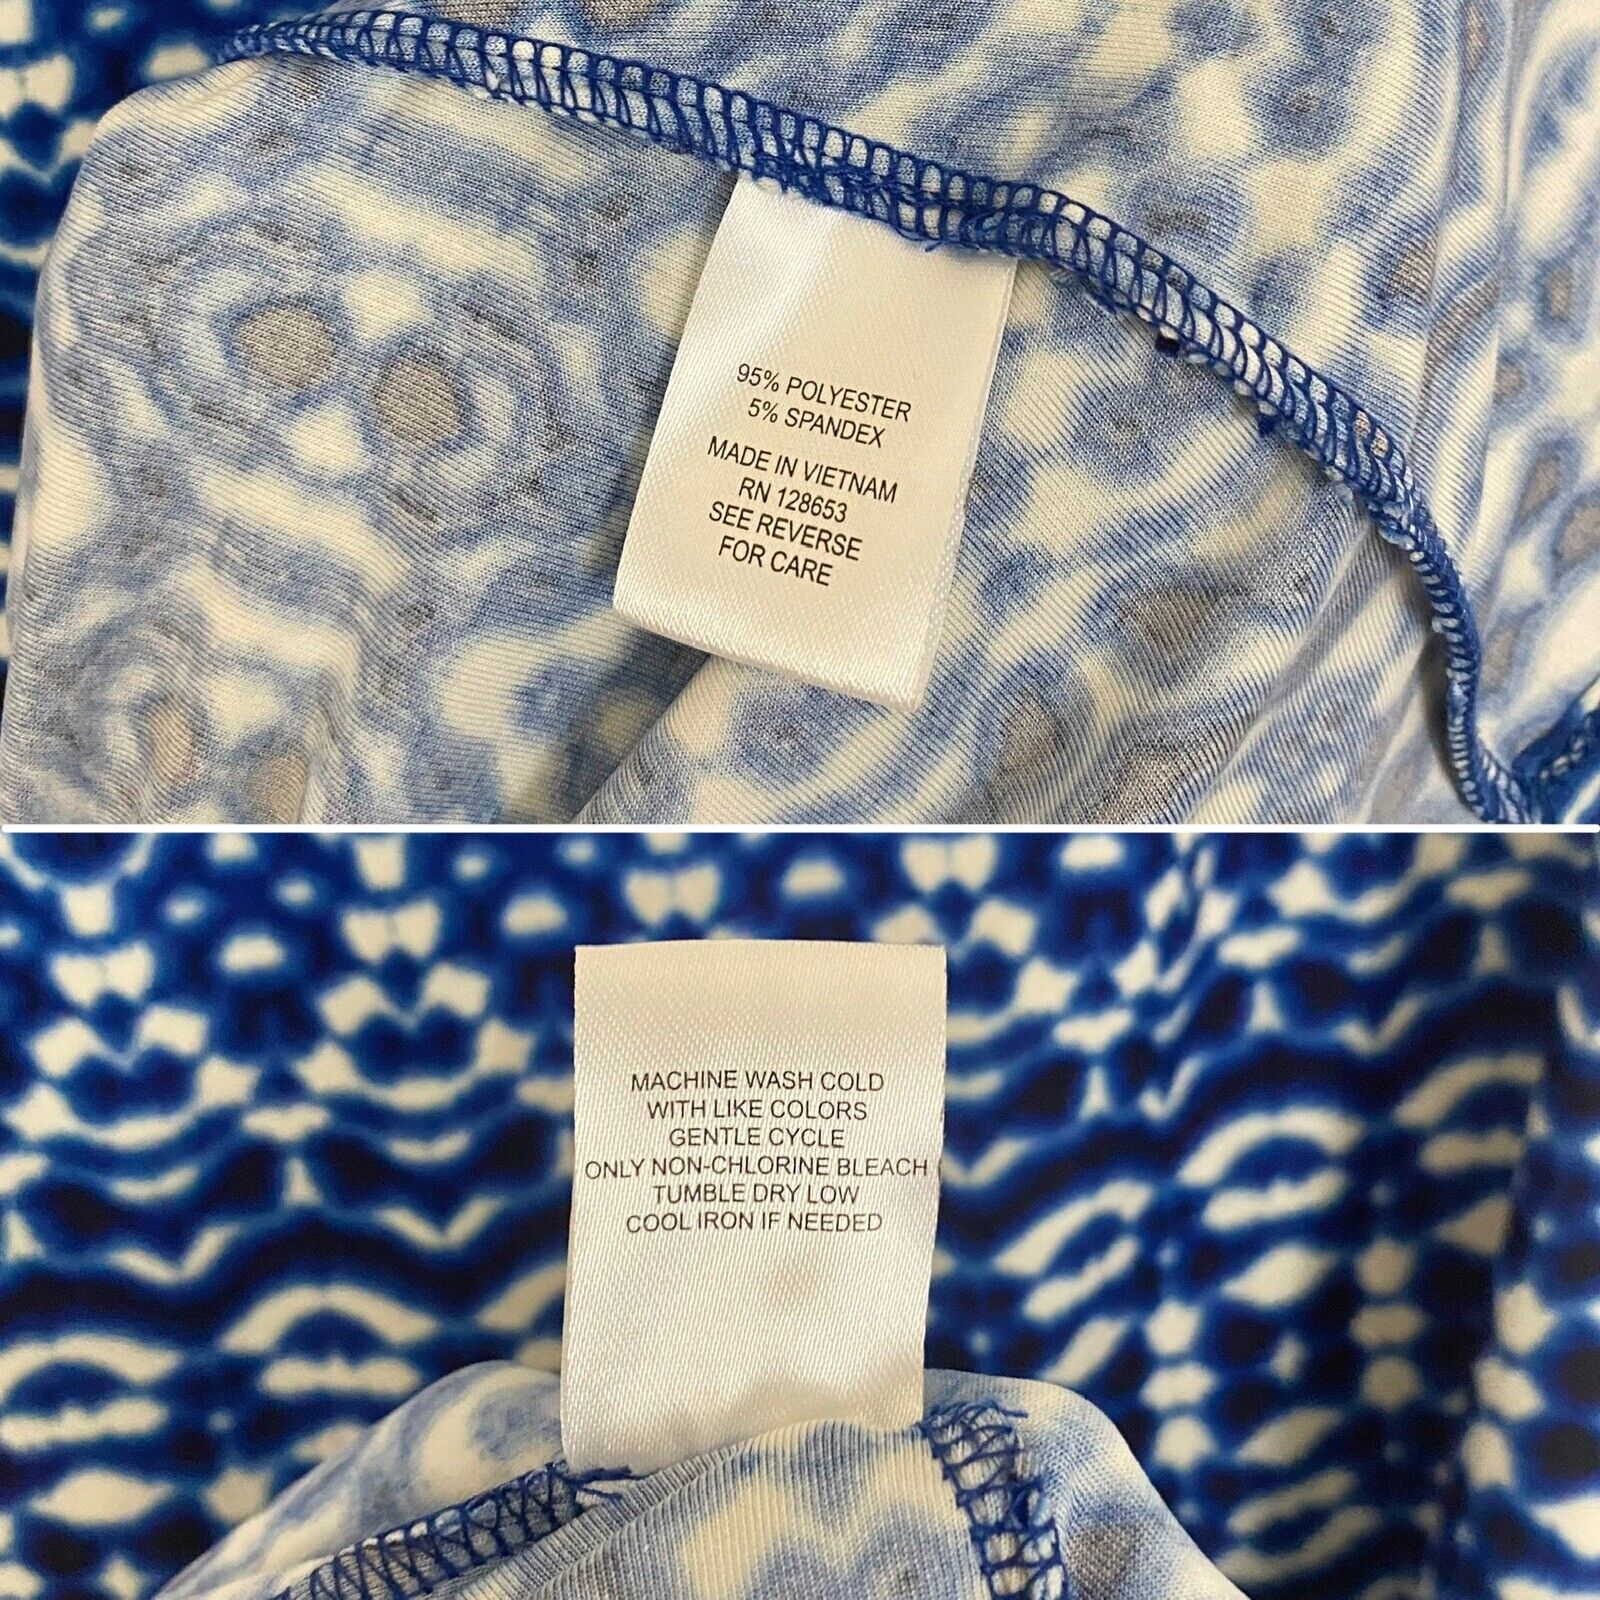 95% POLYESTER
5% SPANDEX
MADE IN VIETNAM
RN 128653
SEE REVERSE
FOR CARE
MACHINE WASH COLD
WITH LIKE COLORS
GENTLE CYCLE
ONLY NON-CHLORINE BLEACH
TUMBLE DRY LOW
COOL IRON IF NEEDED